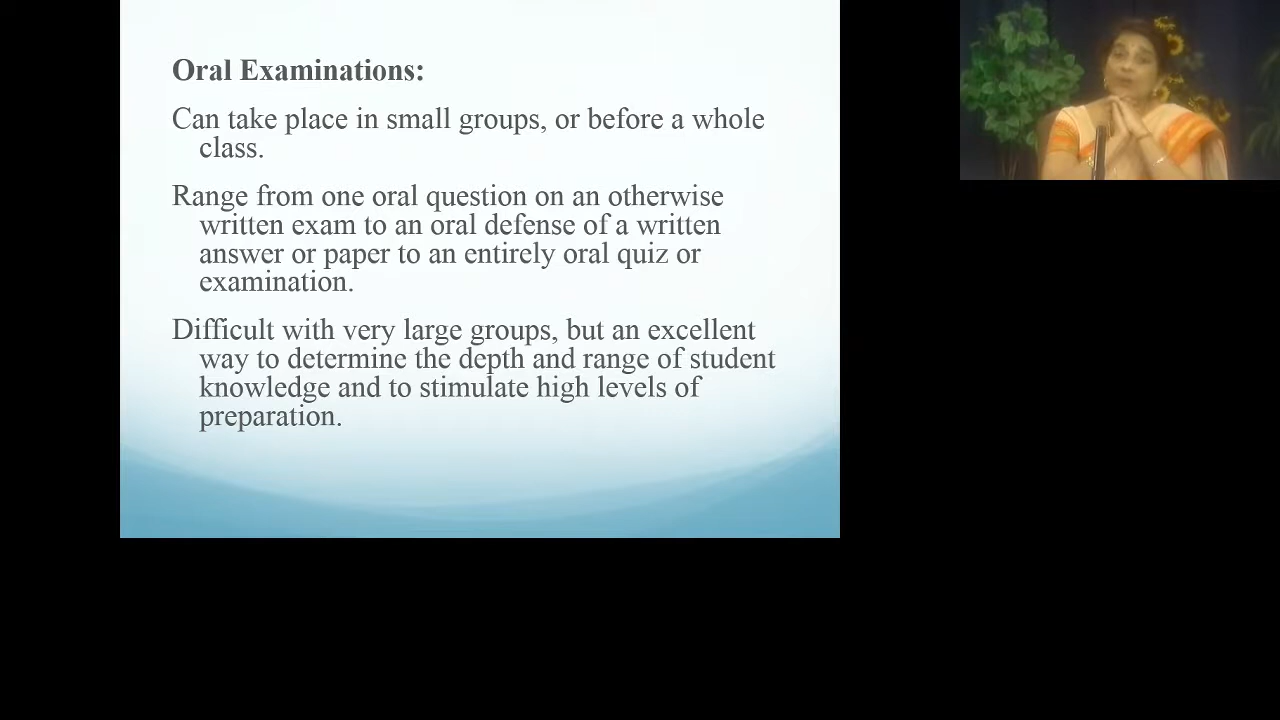 Oral Examinations:
Can take place in small groups, or before a whole
class.
Range from one oral question on an otherwise
written exam to an oral defense of a written
answer or paper to an entirely oral quiz or
examination.
Difficult with very large groups, but an excellent
way to determine the depth and range of student
knowledge and to stimulate high levels of
preparation.